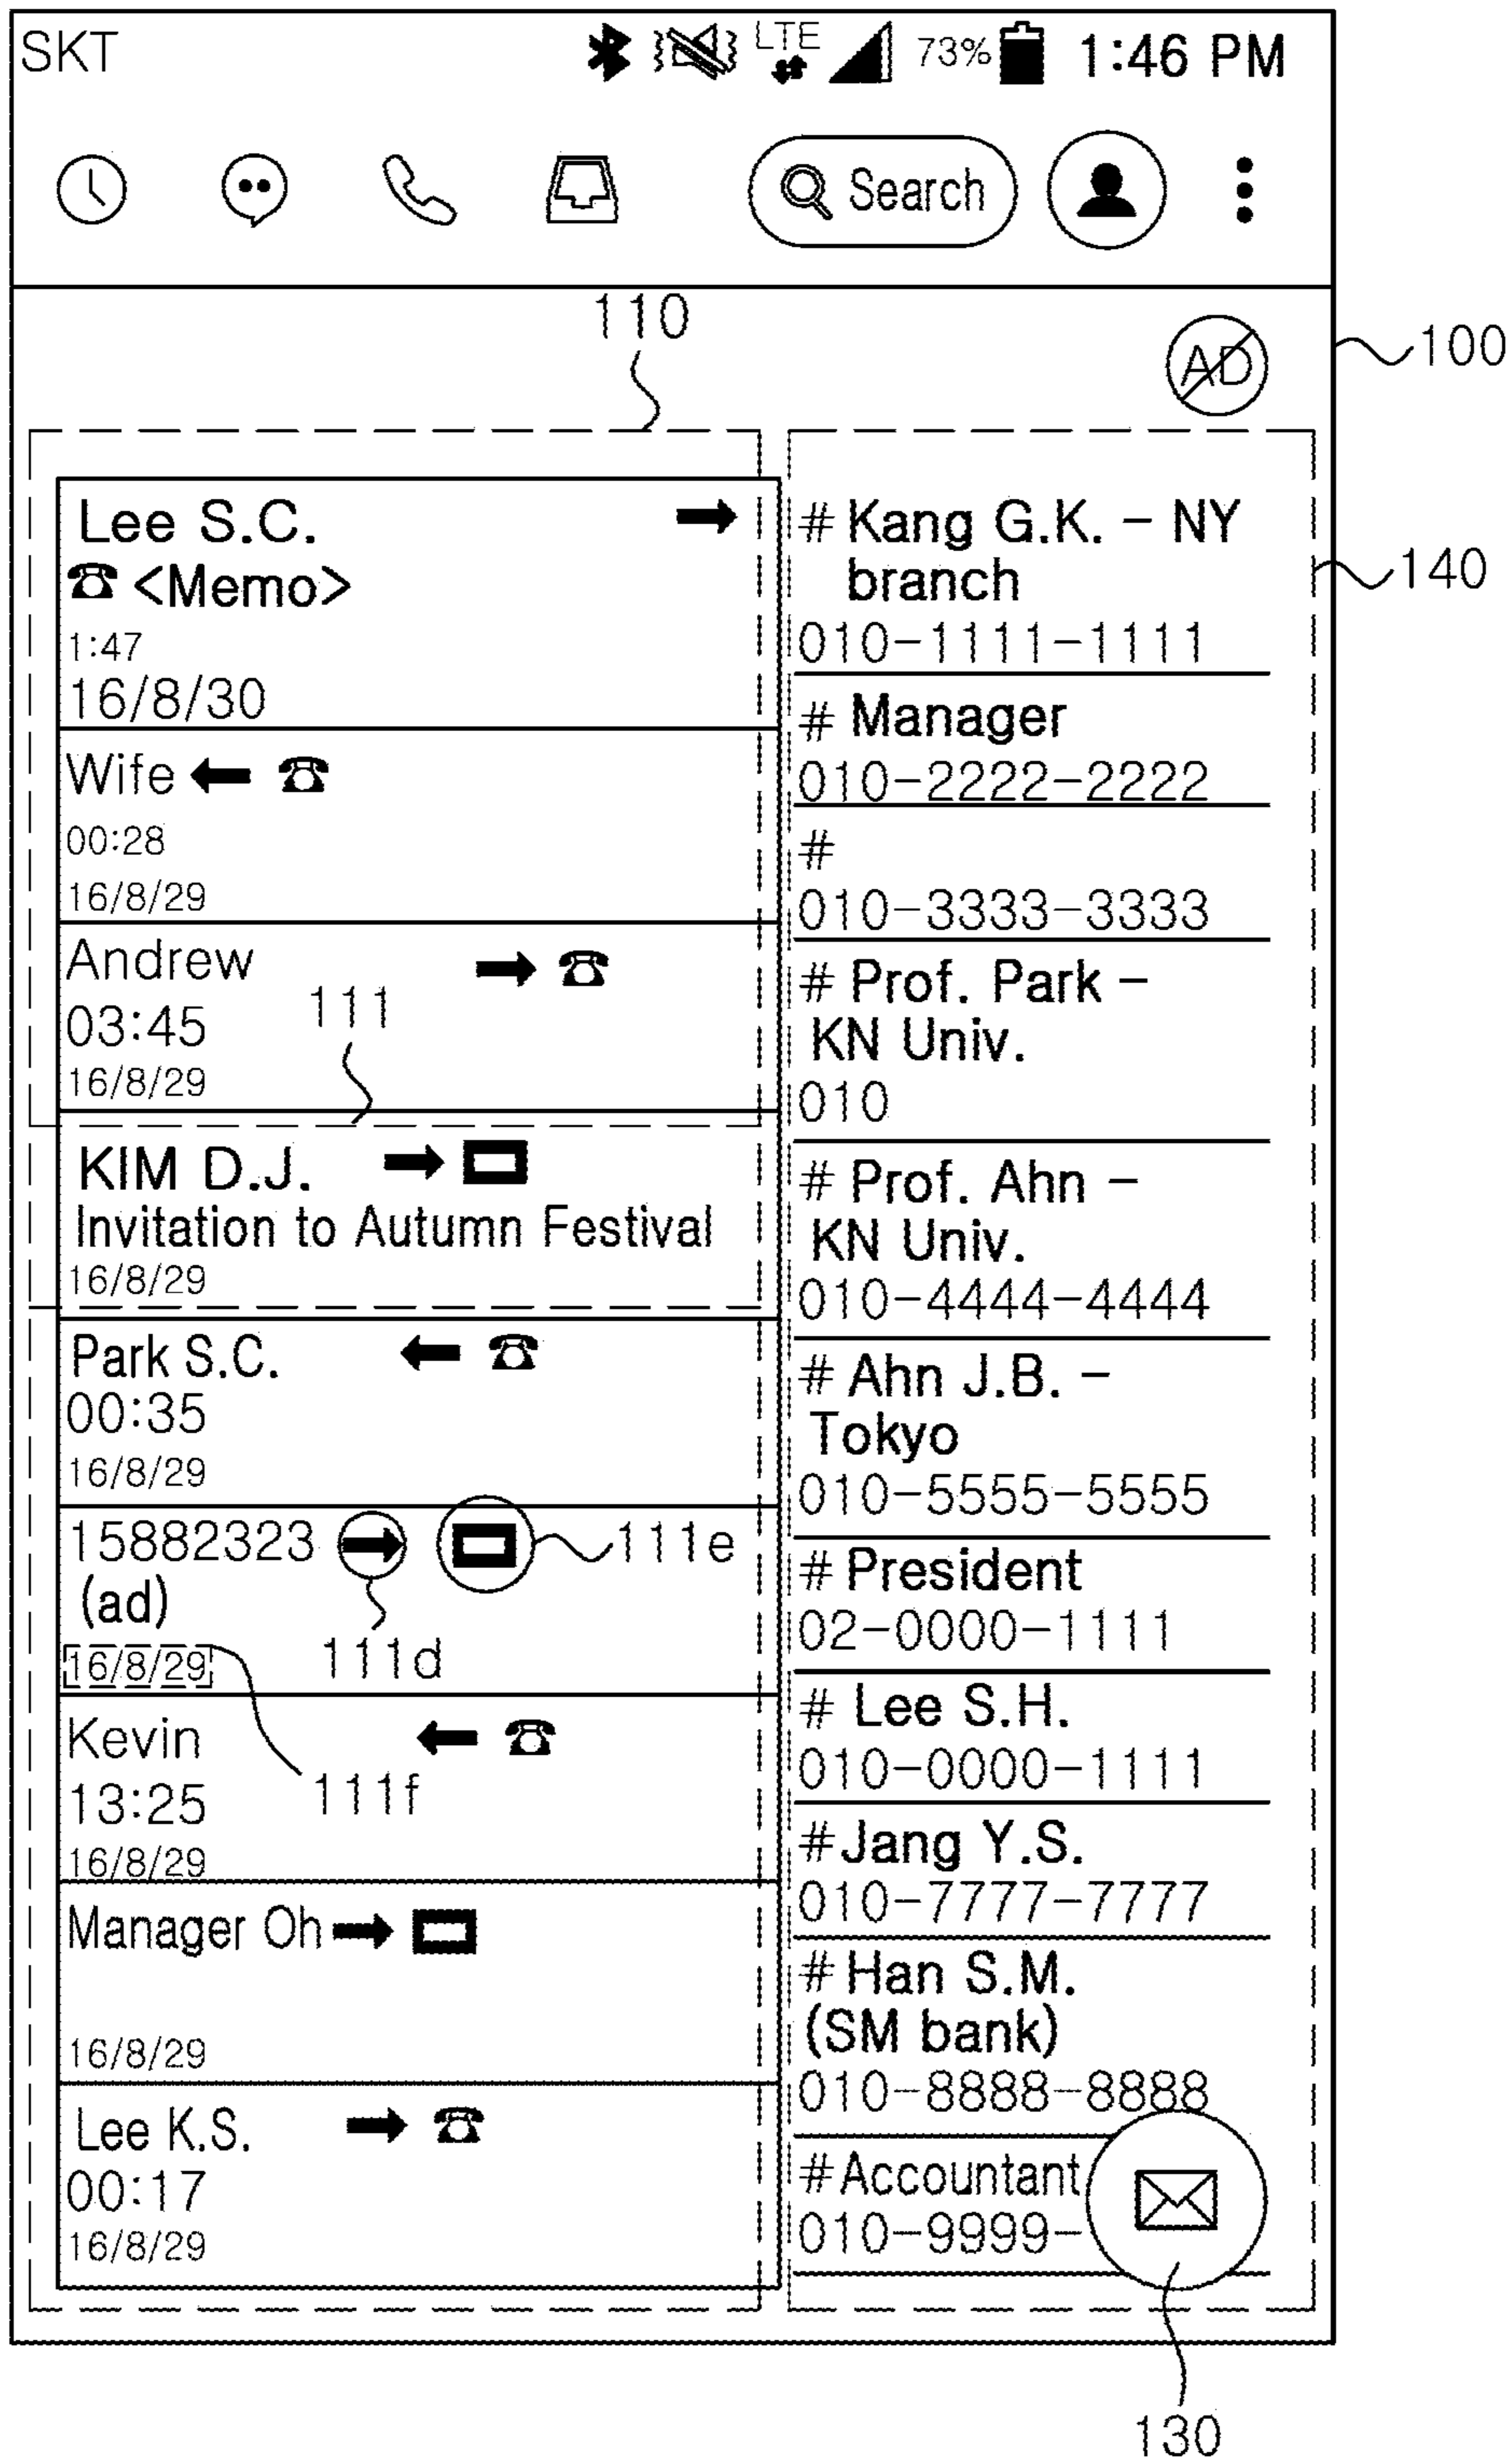 SKT LTE 73% 1:46 PM
Search
110
AD
100
Lee S.C.
<Memo>
1:47
16/8/30
Wife
00:28
16/8/29
Andrew
03:45
111
16/8/29
KIM D.J.
Invitation to Autumn Festival
16/8/29
Park S.C.
00:35
16/8/29
15882323
111e
(ad)
16/8/29
111d
Kevin
13:25
111f
16/8/29
Manager Oh
16/8/29
Lee K.S.
00:17
16/8/29
# Kang G.K. - NY
branch
140
010-1111-1111
# Manager
010-2222-2222
#
010-3333-3333
# Prof. Park -
KN Univ.
010
# Prof. Ahn -
KN Univ.
010-4444-4444
# Ahn J.B. -
Tokyo
010-5555-5555
# President
02-0000-1111
# Lee S.H.
010-0000-1111
#Jang Y.S.
010-7777-7777
# Han S.M.
(SM bank)
010-8888-8888
#Accountant
010-9999-
130